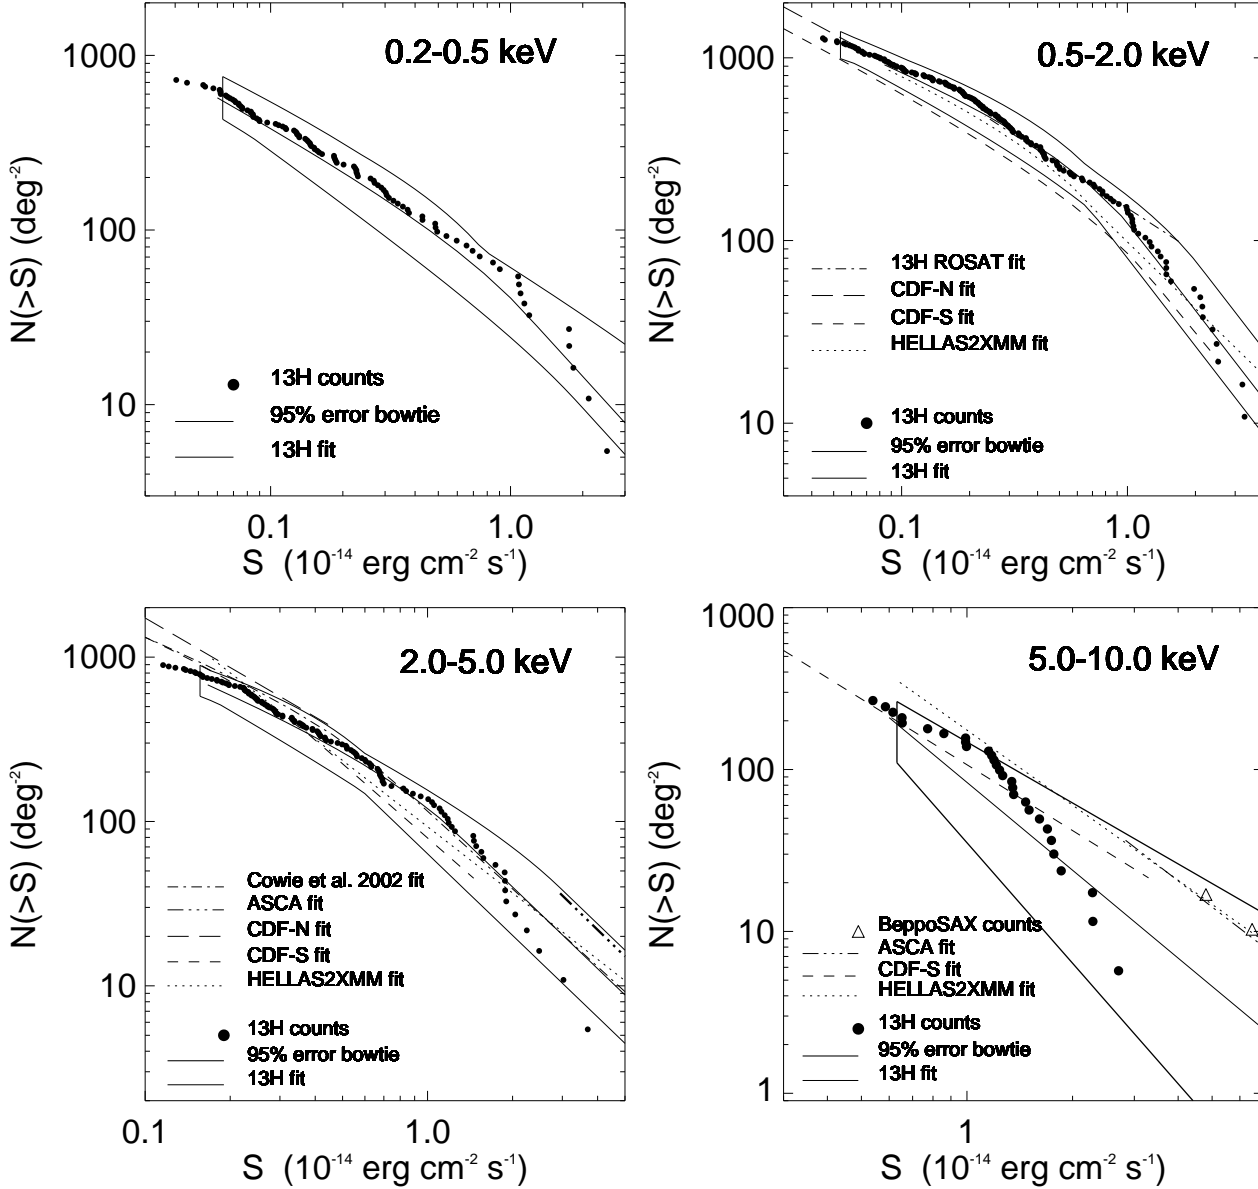 0.2-0.5 keV
1000
100
10
N(>S) (deg⁻²)
13H counts
95% error bowtie
13H fit
0.1
1.0
S (10⁻¹⁴ erg cm⁻² s⁻¹)
0.5-2.0 keV
1000
100
10
N(>S) (deg⁻²)
13H ROSAT fit
CDF-N fit
CDF-S fit
HELLAS2XMM fit
13H counts
95% error bowtie
13H fit
0.1
1.0
S (10⁻¹⁴ erg cm⁻² s⁻¹)
2.0-5.0 keV
1000
100
10
N(>S) (deg⁻²)
Cowie et al. 2002 fit
ASCA fit
CDF-N fit
CDF-S fit
HELLAS2XMM fit
13H counts
95% error bowtie
13H fit
0.1
1.0
S (10⁻¹⁴ erg cm⁻² s⁻¹)
5.0-10.0 keV
1000
100
10
1
N(>S) (deg⁻²)
BeppoSAX counts
ASCA fit
CDF-S fit
HELLAS2XMM fit
13H counts
95% error bowtie
13H fit
1
S (10⁻¹⁴ erg cm⁻² s⁻¹)